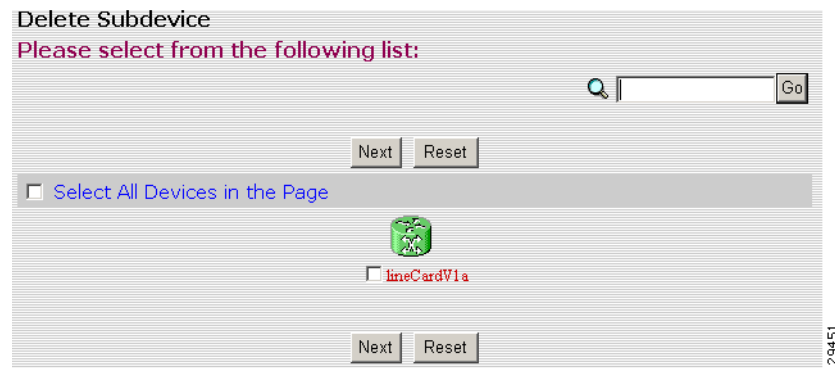 Delete Subdevice
Please select from the following list:
Go
Next Reset
Select All Devices in the Page
lineCardV1a
Next Reset
29451